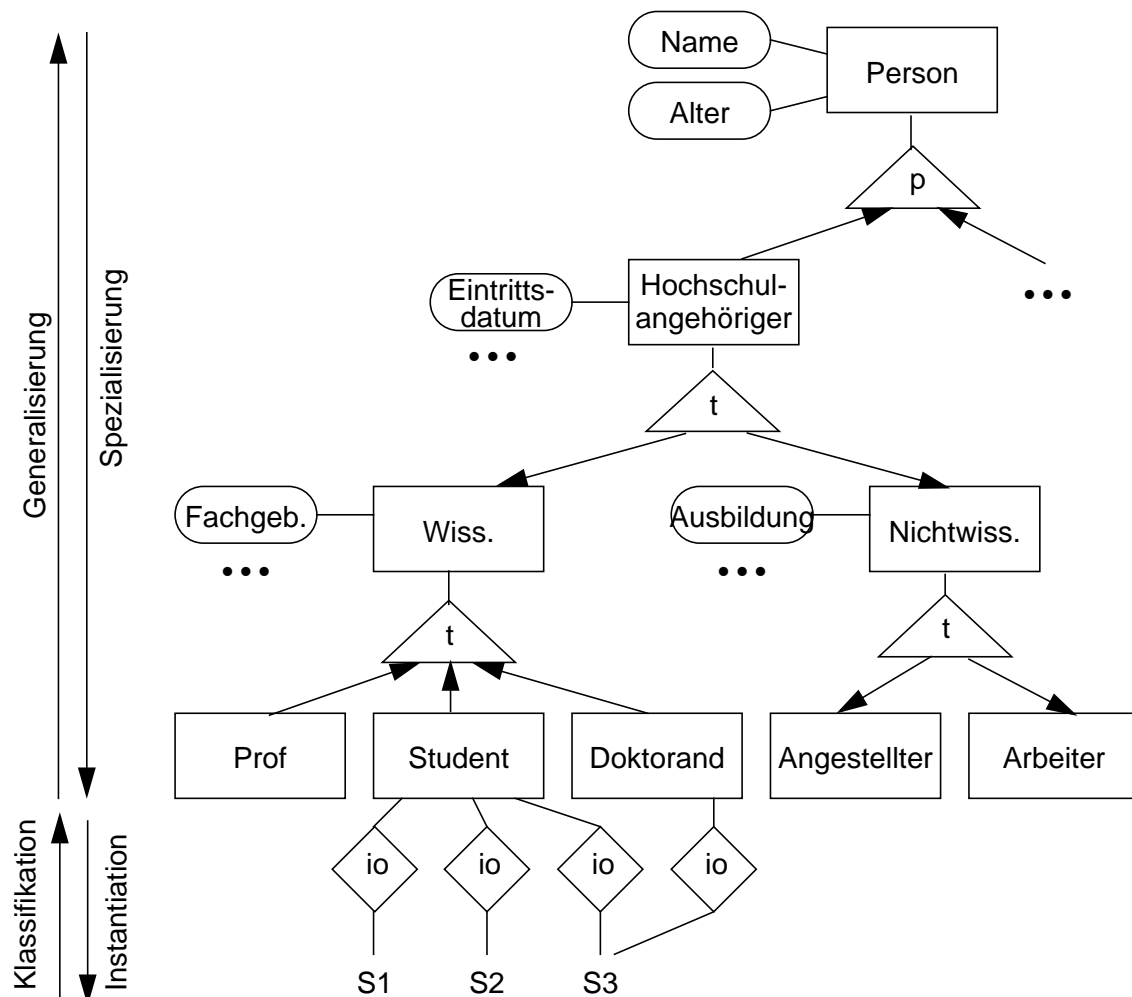 Name
Person
Alter
p
Hochschul-
angehöriger
Eintritts-
datum
•••
•••
Generalisierung
Spezialisierung
t
Fachgeb.
Wiss.
Ausbildung
Nichtwiss.
•••
•••
t
t
Prof
Student
Doktorand
Angestellter
Arbeiter
Klassifikation
Instantiation
io
io
io
io
S1
S2
S3